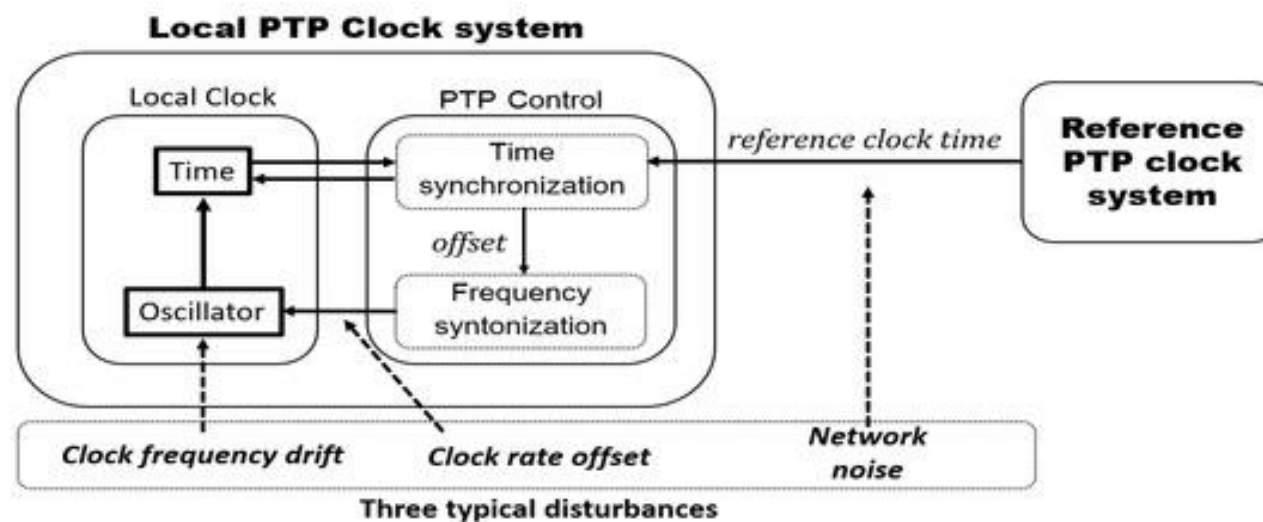 Local PTP Clock system
Local Clock
PTP Control
Time
Time
synchronization
reference clock time
Reference
PTP clock
system
offset
Oscillator
Frequency
syntonization
Clock frequency drift
Clock rate offset
Network
noise
Three typical disturbances